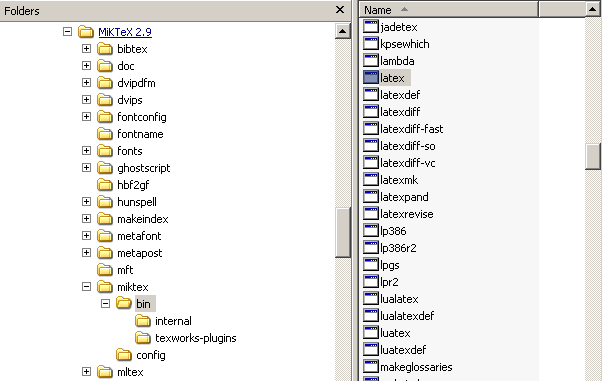 Folders
MiKTeX 2.9
bibtex
doc
dvipdfm
dvips
fontconfig
fontname
fonts
ghostscript
hbf2gf
hunspell
makeindex
metafont
metapost
mft
miktex
bin
internal
texworks-plugins
config
mltex
Name
jadetex
kpsewhich
lambda
latex
latexdef
latexdiff
latexdiff-fast
latexdiff-so
latexdiff-vc
latexmk
latexpand
latexrevise
lp386
lp386r2
lpgs
lpr2
lualatex
lualatexdef
luatex
luatexdef
makeglossaries